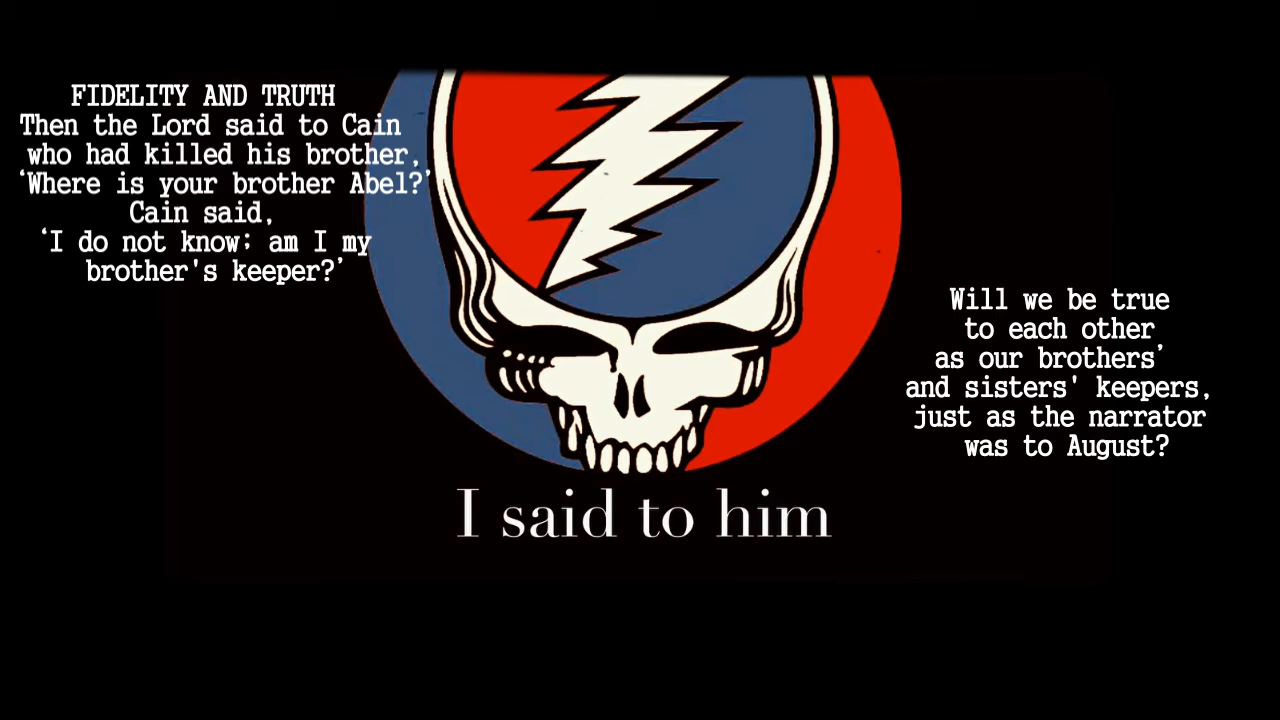 FIDELITY AND TRUTH
Then the Lord said to Cain
who had killed his brother,
‘Where is your brother Abel?’
Cain said,
‘I do not know; am I my
brother's keeper?’
Will we be true
to each other
as our brothers’
and sisters' keepers,
just as the narrator
was to August?
I said to him